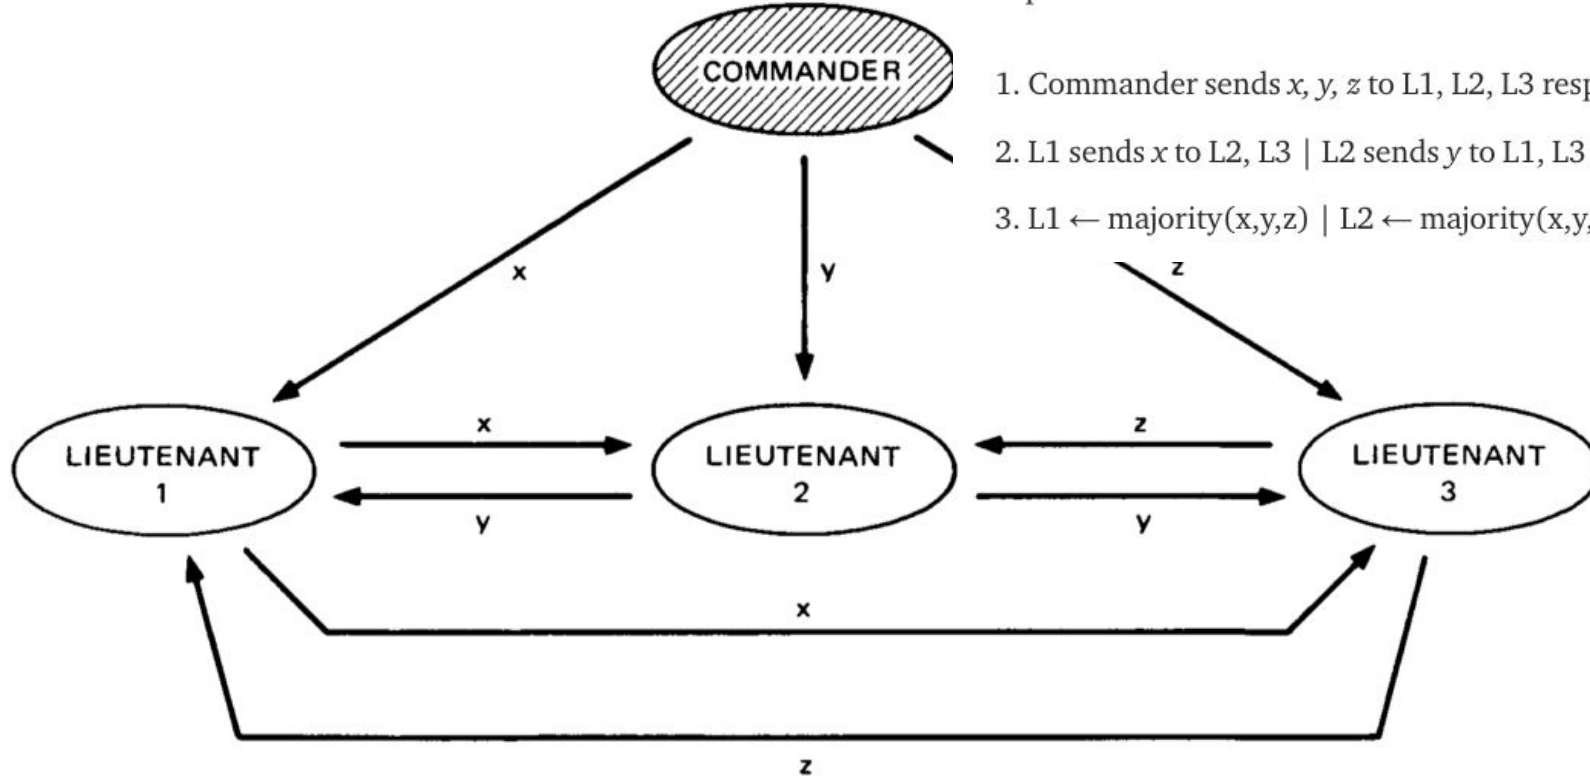 COMMANDER
1. Commander sends x, y, z to L1, L2, L3
2. L1 sends x to L2, L3 | L2 sends y to L1, L3
3. L1 ← majority(x,y,z) | L2 ← majority(x,y,
x
y
z
LIEUTENANT
1
x
y
LIEUTENANT
2
z
y
LIEUTENANT
3
x
z